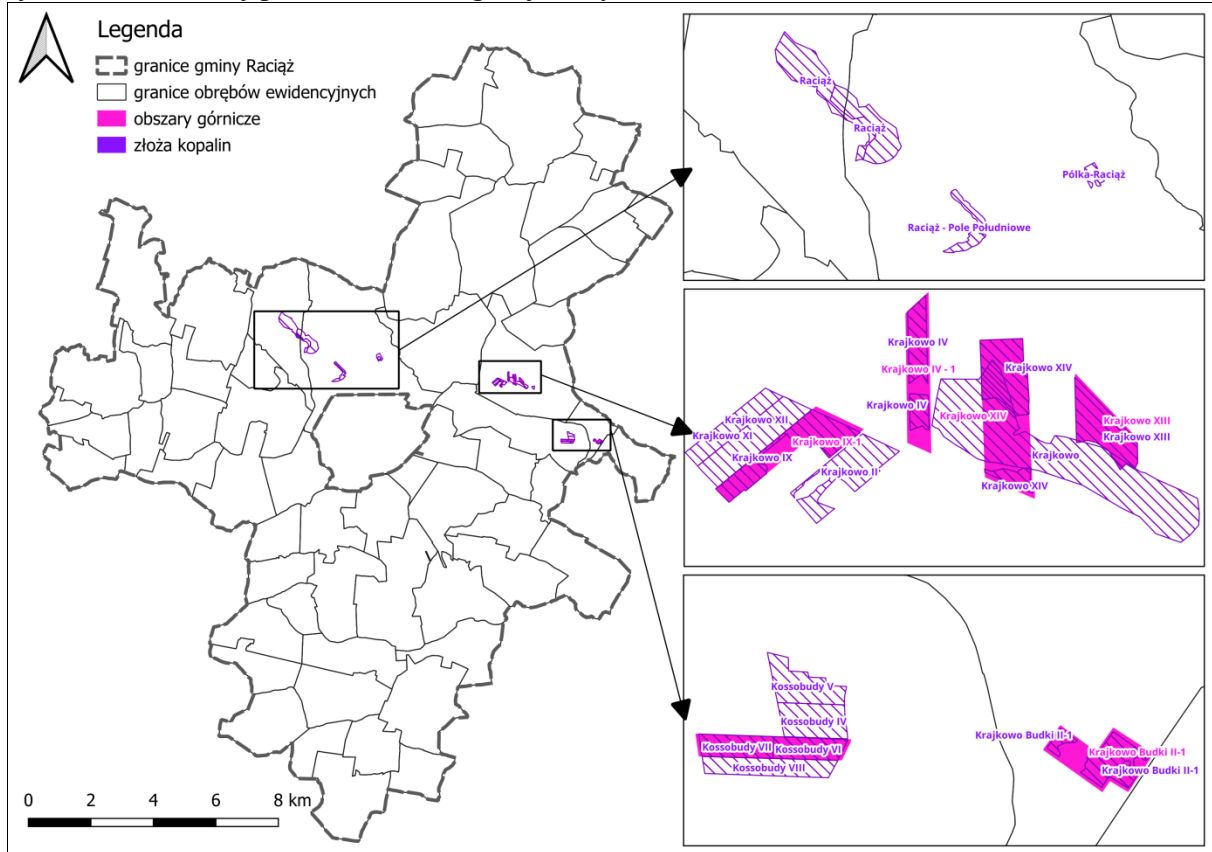 Legenda
granice gminy Raciąż
granice obrębów ewidencyjnych
obszary górnicze
złoża kopalin
0 2 4 6 8 km
Raciąż
Raciąż
Pólka-Raciąż
Raciąż - Pole Południowe
Krajkowo IV
Krajkowo IV - 1
Krajkowo IV
Krajkowo XIV
Krajkowo XIV
Krajkowo XIV
Krajkowo XIII
Krajkowo XIII
Krajkowo XII
Krajkowo XI
Krajkowo IX-1
Krajkowo IX
Krajkowo II
Krajkowo
Kossobudy V
Kossobudy IV
Kossobudy VII
Kossobudy VI
Kossobudy VIII
Krajkowo Budki II-1
Krajkowo Budki II-1
Krajkowo Budki II-1